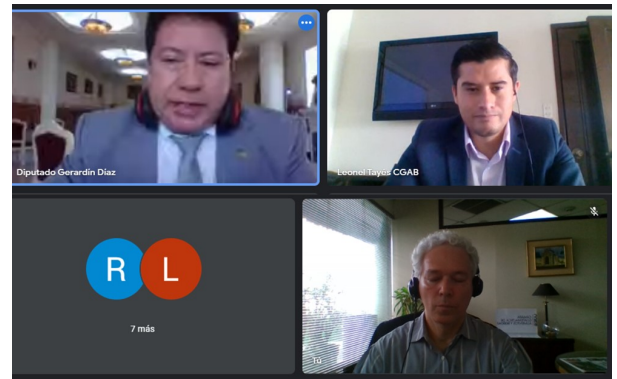 Diputado Gerardín Díaz
Leonel Tayes CGAB
R L
7 más
Tú